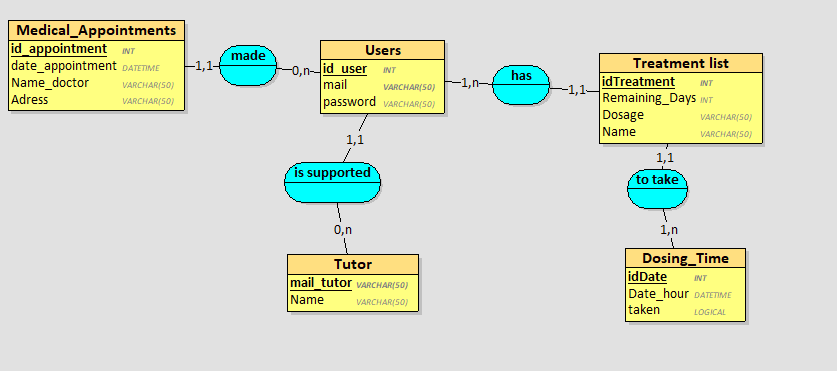 Medical_Appointments
id_appointment INT
date_appointment DATETIME
Name_doctor VARCHAR(50)
Adress VARCHAR(50)
1,1
made
0,n
Users
id_user INT
mail VARCHAR(50)
password VARCHAR(50)
1,n
has
1,1
Treatment list
idTreatment INT
Remaining_Days INT
Dosage VARCHAR(50)
Name VARCHAR(50)
1,1
is supported
0,n
Tutor
mail_tutor VARCHAR(50)
Name VARCHAR(50)
1,1
to take
1,n
Dosing_Time
idDate INT
Date_hour DATETIME
taken LOGICAL